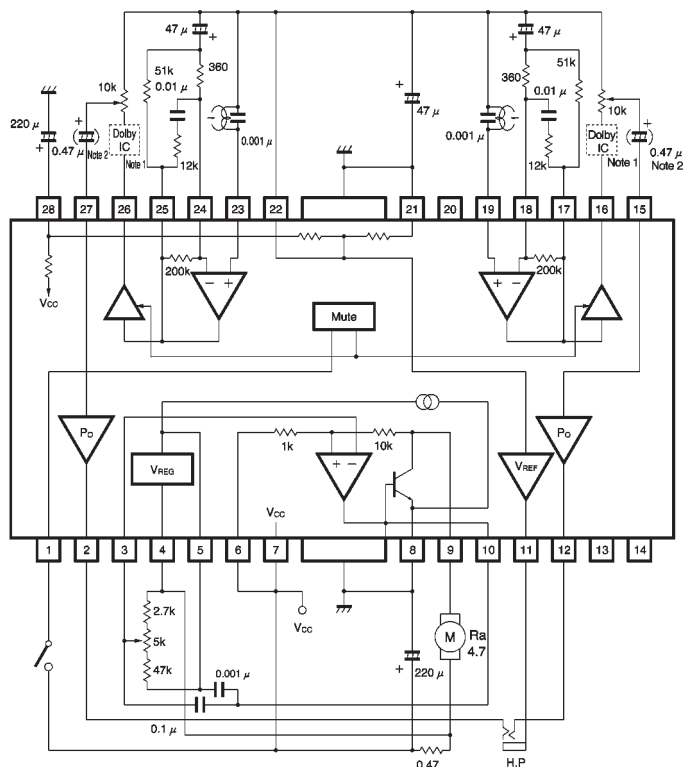 47 μ
+
47 μ
+
51k
0.01 μ
360
10k
220 μ
+
+
0.47 μ
Note 2
Dolby
IC
Note 1
12k
0.001 μ
+
47 μ
0.001 μ
360
0.01 μ
51k
10k
12k
Dolby
IC
Note 1
+
0.47 μ
Note 2
28
27
26
25
24
23
22
21
20
19
18
17
16
15
200k
− +
+ −
200k
VCC
Mute
PO
VREG
1k
10k
+ −
VREF
PO
VCC
1
2
3
4
5
6
7
8
9
10
11
12
13
14
2.7k
5k
47k
0.001 μ
0.1 μ
VCC
+
220 μ
M
Ra
4.7
0.47
H.P